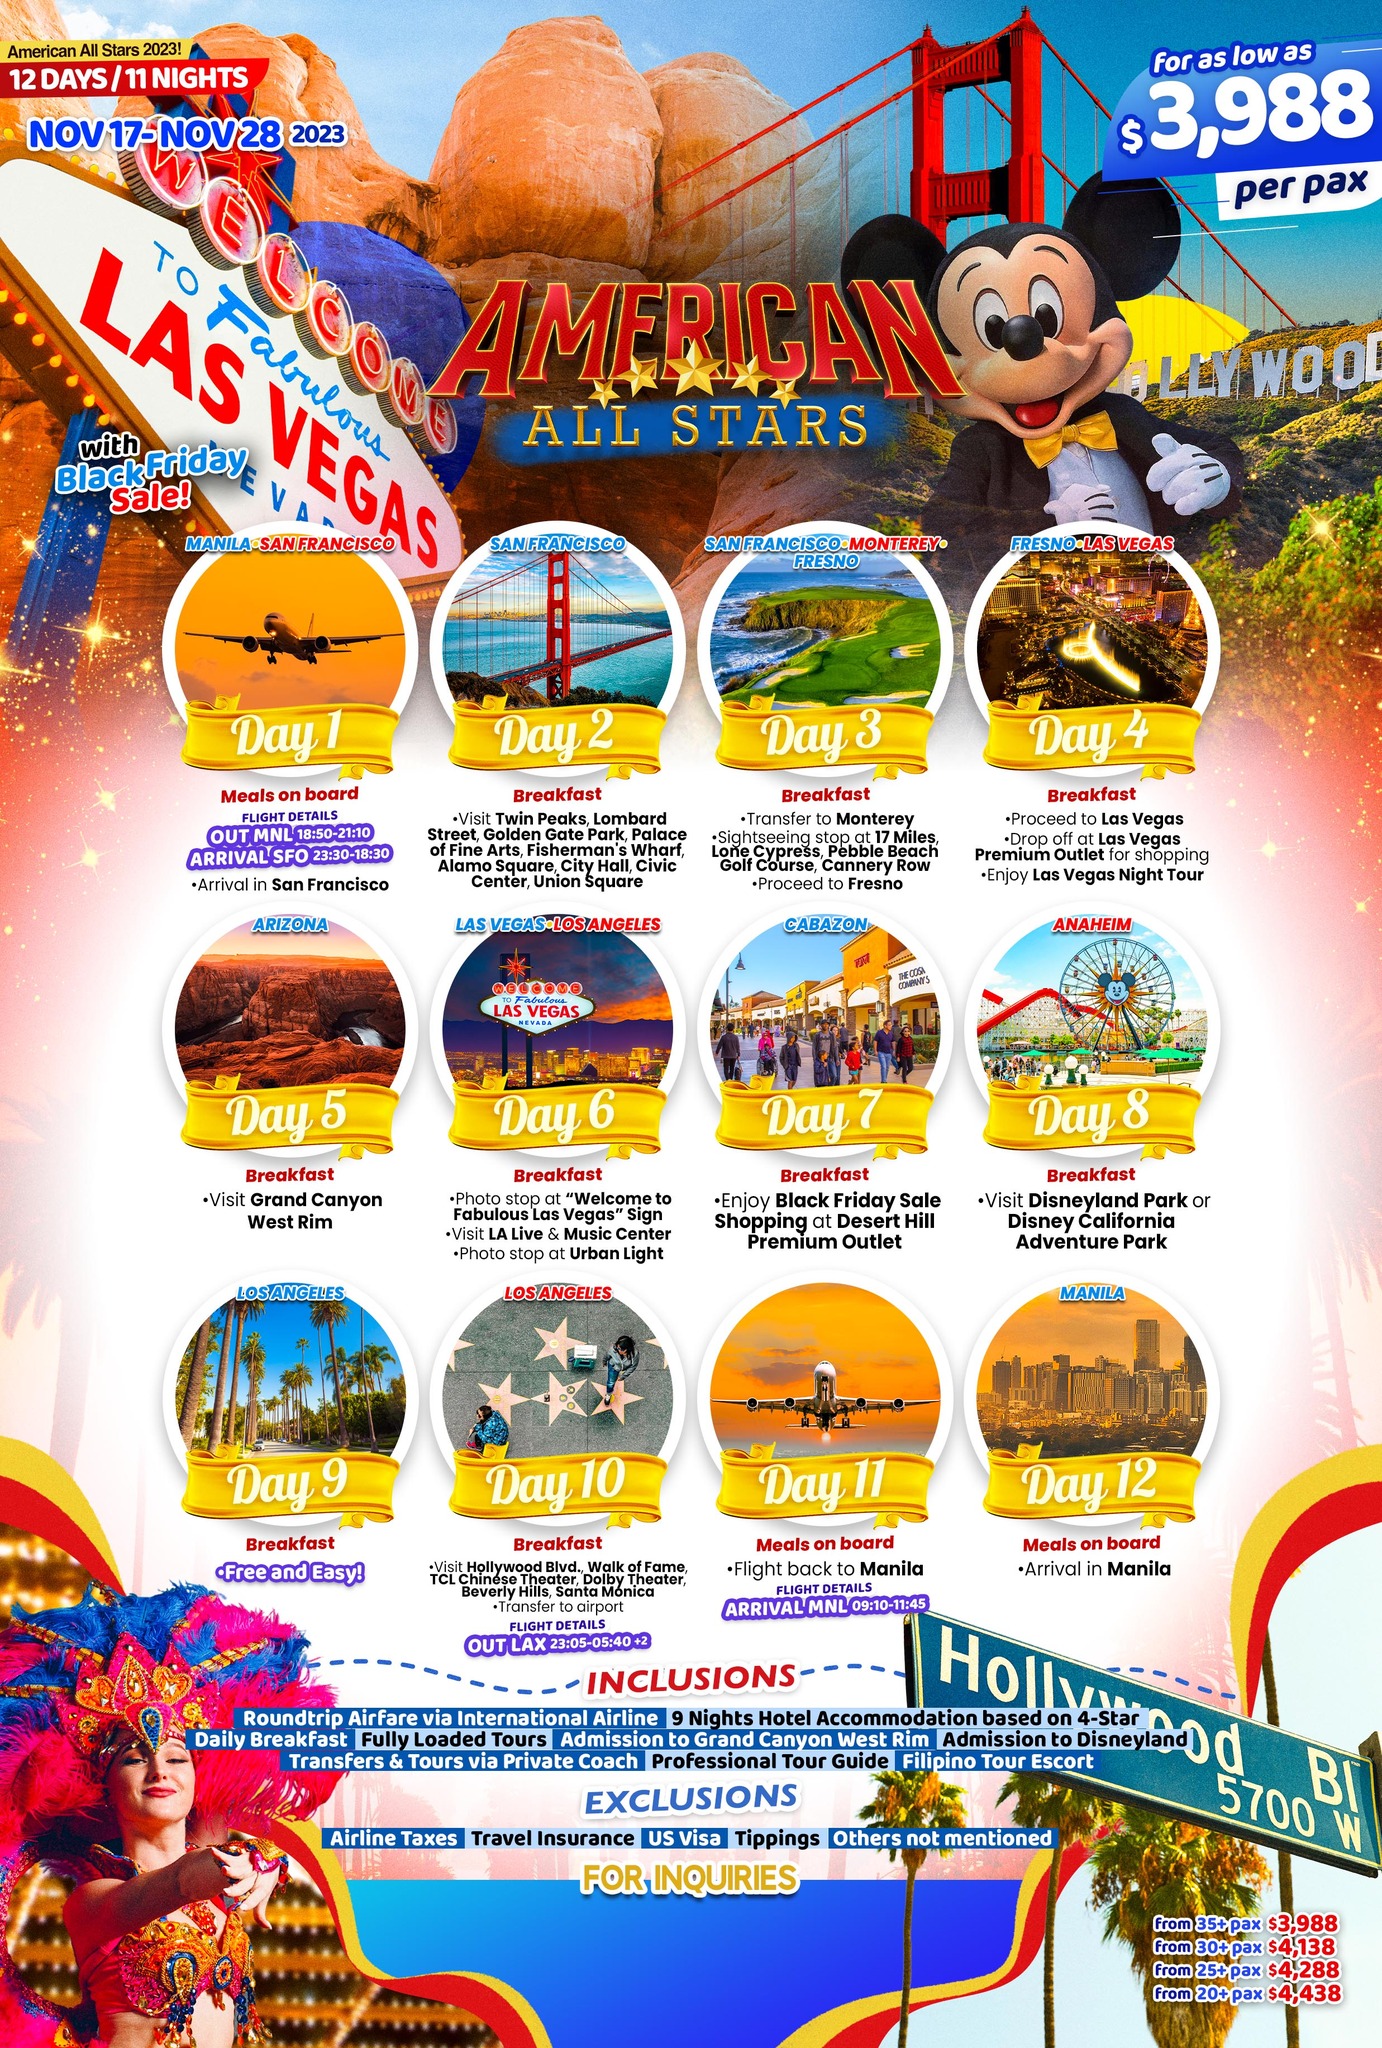 American All Stars 2023!
12 DAYS / 11 NIGHTS
NOV 17-NOV 28 2023
for as low as
$3,988
per pax
WELCOME
TO Fabulous
LAS VEGAS
EVAD
HOLLYWOOD
AMERICAN
ALL STARS
with
Black Friday
Sale!
MANILA•SAN FRANCISCO
Day 1
Meals on board
FLIGHT DETAILS
OUT MNL 18:50-21:10
ARRIVAL SFO 23:30-18:30
•Arrival in San Francisco
SAN FRANCISCO
Day 2
Breakfast
•Visit Twin Peaks, Lombard
Street, Golden Gate Park, Palace
of Fine Arts, Fisherman's Wharf,
Alamo Square, City Hall, Civic
Center, Union Square
SAN FRANCISCO•MONTEREY•
FRESNO
Day 3
Breakfast
•Transfer to Monterey
•Sightseeing stop at 17 Miles,
Lone Cypress, Pebble Beach
Golf Course, Cannery Row
•Proceed to Fresno
FRESNO•LAS VEGAS
Day 4
Breakfast
•Proceed to Las Vegas
•Drop off at Las Vegas
Premium Outlet for shopping
•Enjoy Las Vegas Night Tour
ARIZONA
Day 5
Breakfast
•Visit Grand Canyon
West Rim
LAS VEGAS•LOS ANGELES
WELCOME
TO Fabulous
LAS VEGAS
NEVADA
Day 6
Breakfast
•Photo stop at “Welcome to
Fabulous Las Vegas” Sign
•Visit LA Live & Music Center
•Photo stop at Urban Light
CABAZON
THE COSM
COMPANY'S
Day 7
Breakfast
•Enjoy Black Friday Sale
Shopping at Desert Hill
Premium Outlet
ANAHEIM
Day 8
Breakfast
•Visit Disneyland Park or
Disney California
Adventure Park
LOS ANGELES
Day 9
Breakfast
•Free and Easy!
LOS ANGELES
Day 10
Breakfast
•Visit Hollywood Blvd., Walk of Fame,
TCL Chinese Theater, Dolby Theater,
Beverly Hills, Santa Monica
•Transfer to airport
FLIGHT DETAILS
OUT LAX 23:05-05:40 +2
Day 11
Meals on board
•Flight back to Manila
FLIGHT DETAILS
ARRIVAL MNL 09:10-11:45
MANILA
Day 12
Meals on board
•Arrival in Manila
INCLUSIONS
Roundtrip Airfare via International Airline 9 Nights Hotel Accommodation based on 4-Star
Daily Breakfast Fully Loaded Tours Admission to Grand Canyon West Rim Admission to Disneyland
Transfers & Tours via Private Coach Professional Tour Guide Filipino Tour Escort
Hollywood Bl
5700 W
EXCLUSIONS
Airline Taxes Travel Insurance US Visa Tippings Others not mentioned
FOR INQUIRIES
from 35+ pax $3,988
from 30+ pax $4,138
from 25+ pax $4,288
from 20+ pax $4,438